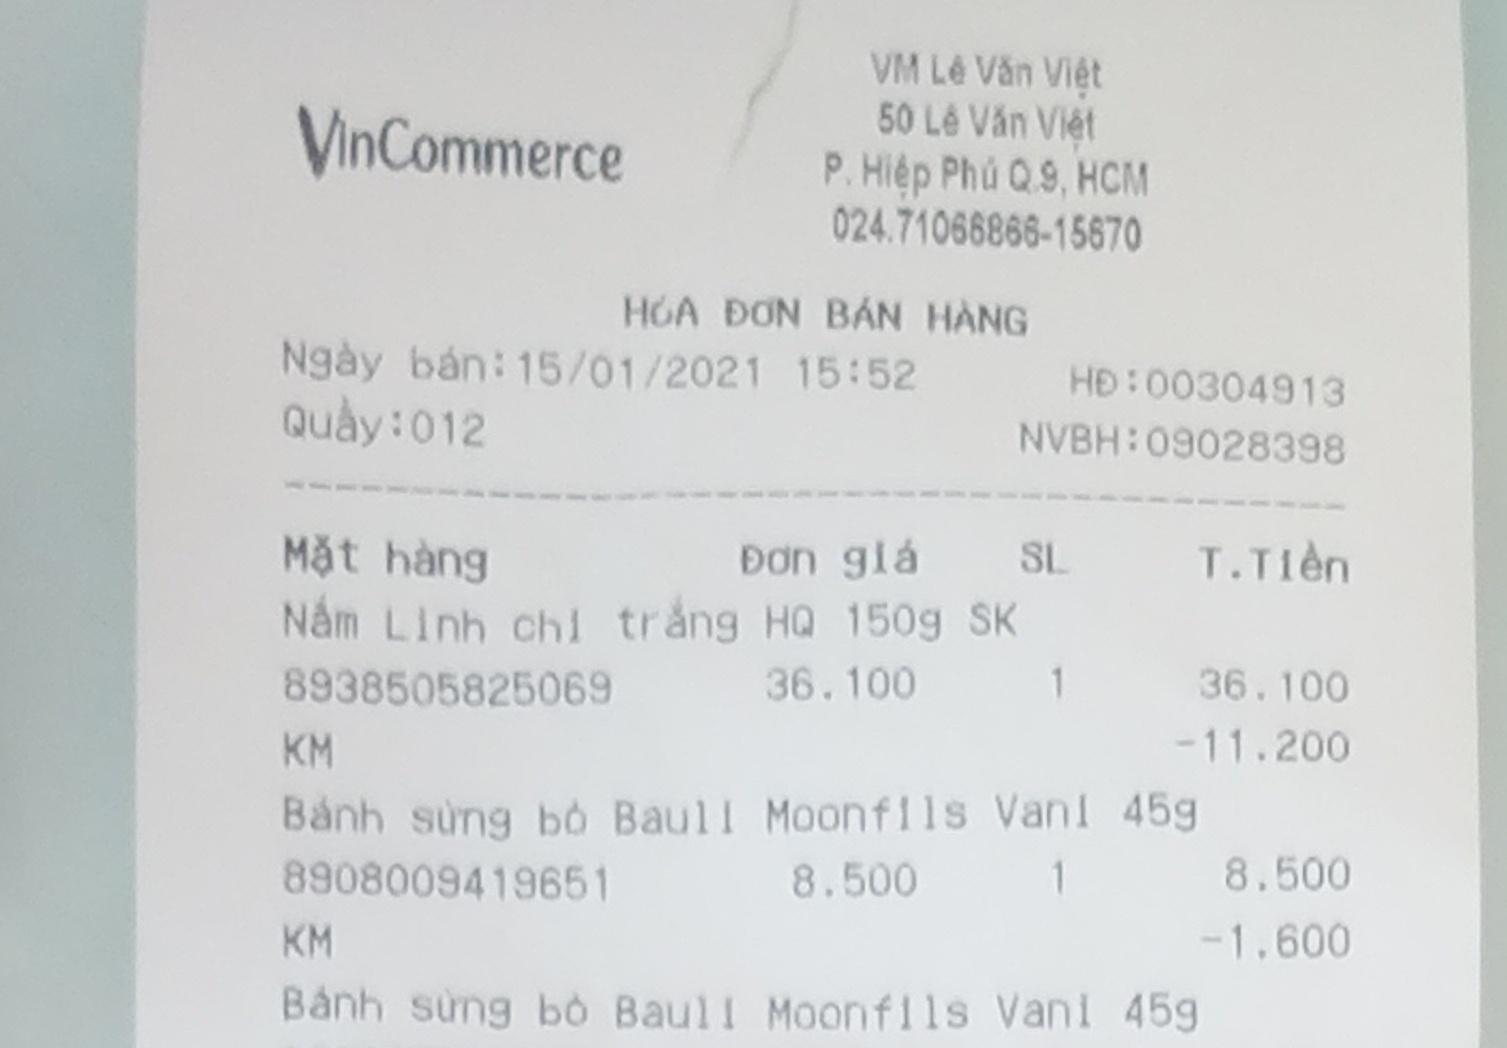 VinCommerce
VM Lê Văn Việt
50 Lê Văn Việt
P. Hiệp Phú Q.9, HCM
024.71066866-15670
HÓA ĐƠN BÁN HÀNG
Ngày bán:15/01/2021 15:52 HĐ:00304913
Quầy:012 NVBH:09028398
Mặt hàng Đơn giá SL T.Tiền
Nấm Linh chi trắng HQ 150g SK
8938505825069 36.100 1 36.100
KM -11.200
Bánh sừng bò Bauli Moonfils Vani 45g
8908009419651 8.500 1 8.500
KM -1.600
Bánh sừng bò Bauli Moonfils Vani 45g